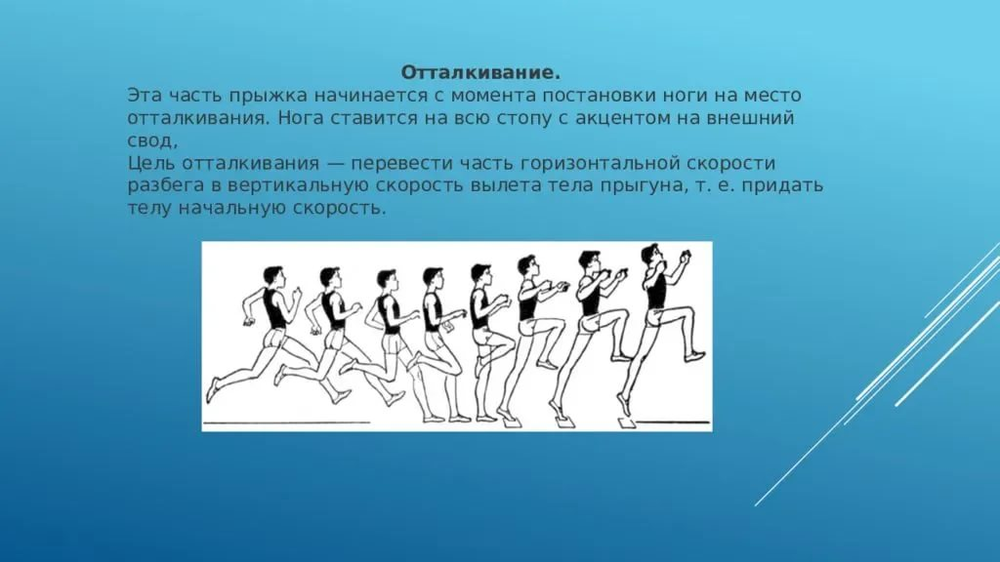 Отталкивание.
Эта часть прыжка начинается с момента постановки ноги на место
отталкивания. Нога ставится на всю стопу с акцентом на внешний
свод,
Цель отталкивания — перевести часть горизонтальной скорости
разбега в вертикальную скорость вылета тела прыгуна, т. е. придать
телу начальную скорость.